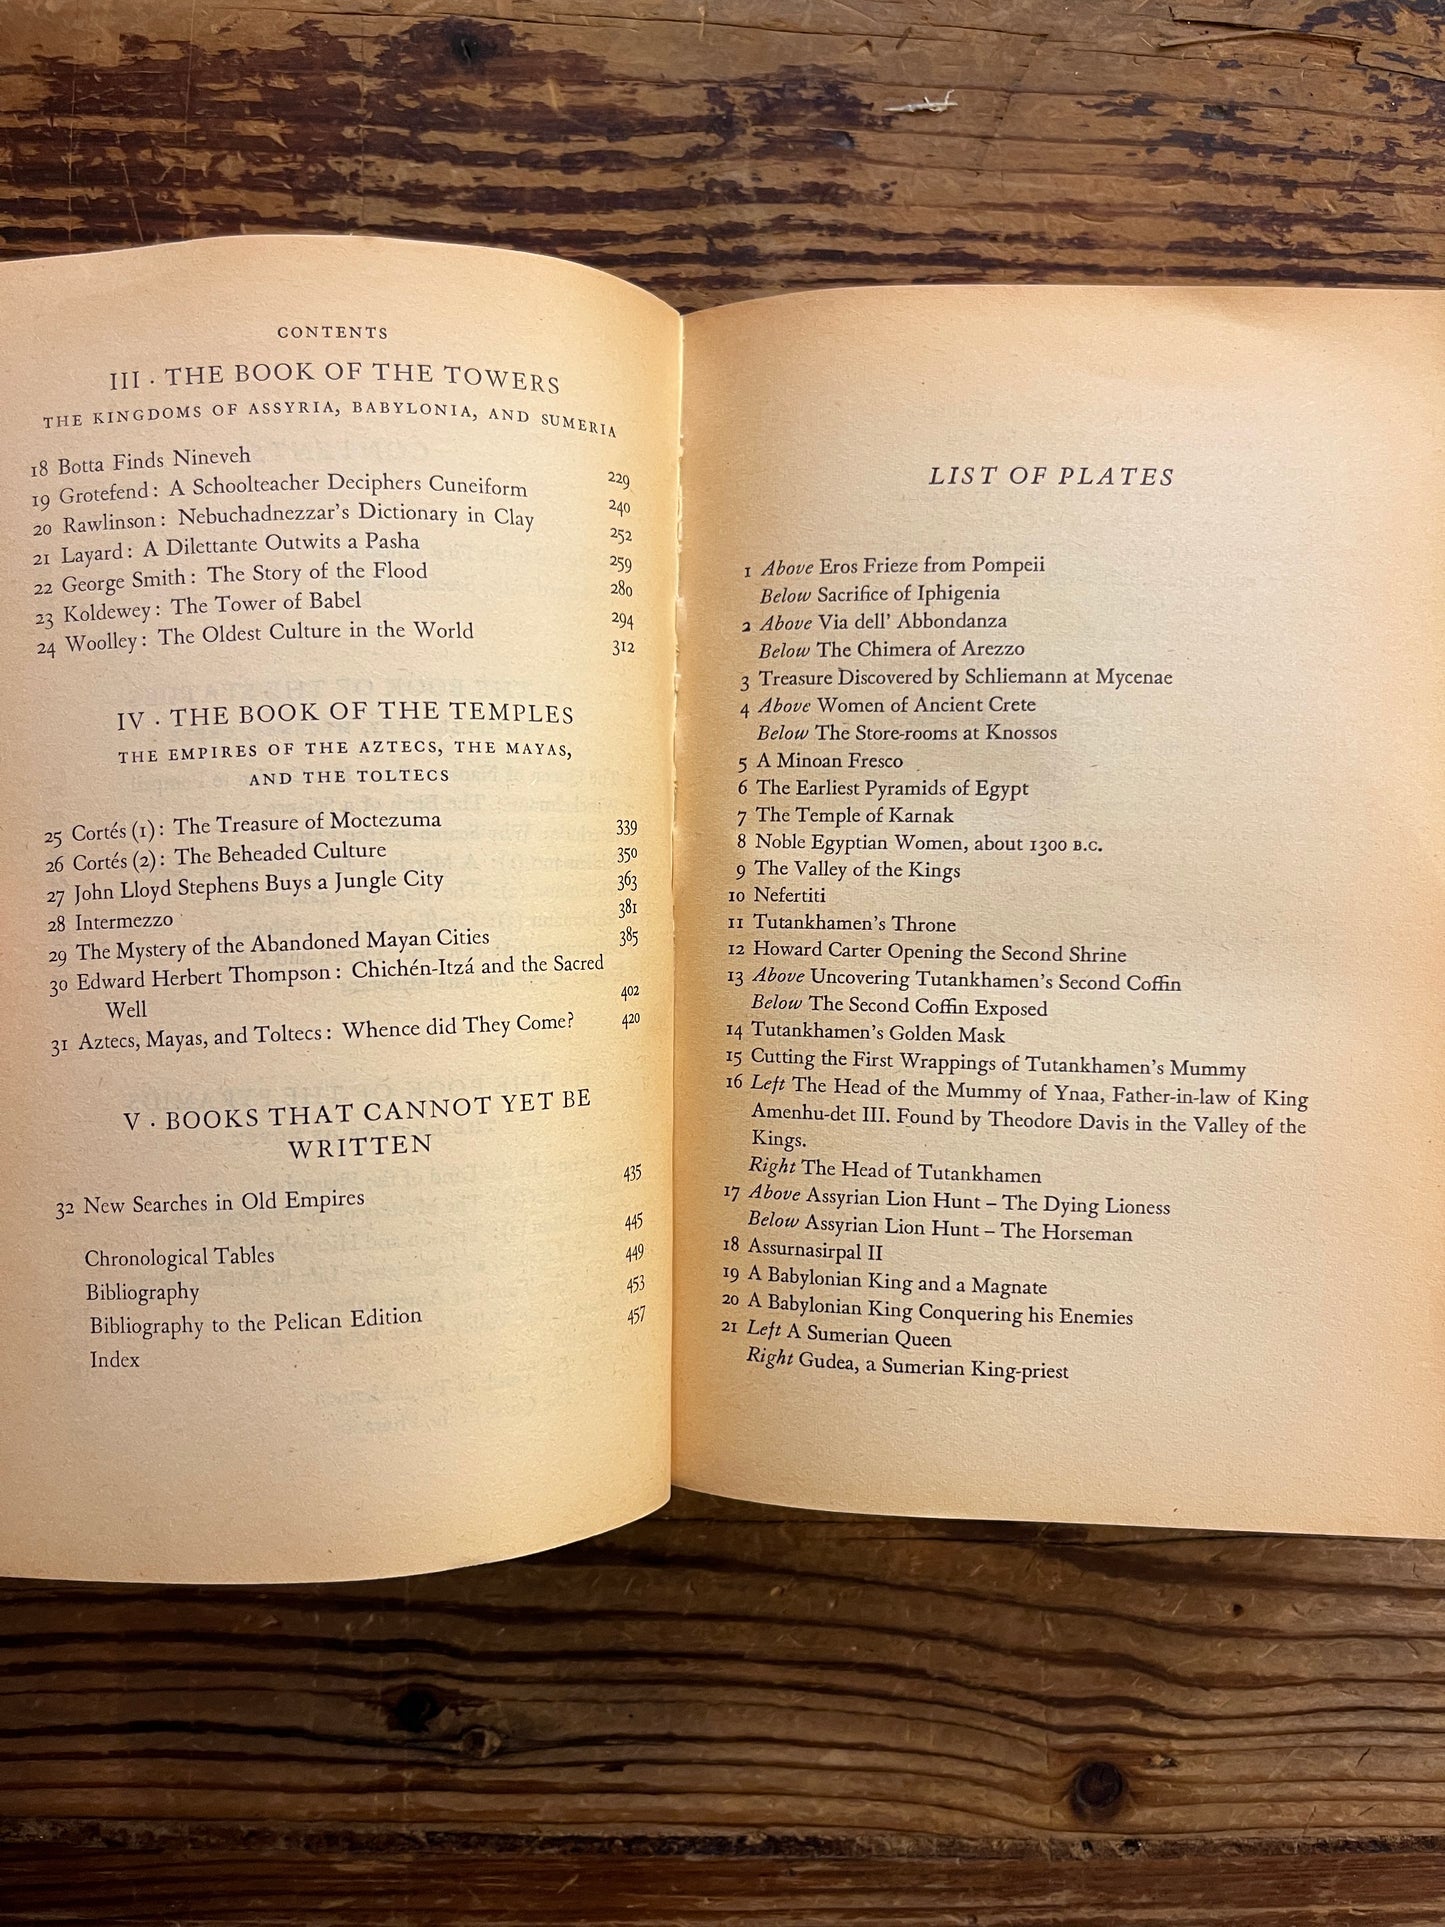 CONTENTS
III . THE BOOK OF THE TOWERS
THE KINGDOMS OF ASSYRIA, BABYLONIA, AND SUMERIA
18 Botta Finds Nineveh 229
19 Grotefend: A Schoolteacher Deciphers Cuneiform 240
20 Rawlinson: Nebuchadnezzar's Dictionary in Clay 252
21 Layard: A Dilettante Outwits a Pasha 259
22 George Smith: The Story of the Flood 280
23 Koldewey: The Tower of Babel 294
24 Woolley: The Oldest Culture in the World 312
IV . THE BOOK OF THE TEMPLES
THE EMPIRES OF THE AZTECS, THE MAYAS,
AND THE TOLTECS
25 Cortés (1): The Treasure of Moctezuma 339
26 Cortés (2): The Beheaded Culture 350
27 John Lloyd Stephens Buys a Jungle City 363
28 Intermezzo 381
29 The Mystery of the Abandoned Mayan Cities 385
30 Edward Herbert Thompson: Chichén-Itzá and the Sacred
Well 402
31 Aztecs, Mayas, and Toltecs: Whence did They Come? 420
V . BOOKS THAT CANNOT YET BE
WRITTEN
32 New Searches in Old Empires 435
Chronological Tables 445
Bibliography 449
Bibliography to the Pelican Edition 453
Index 457
LIST OF PLATES
1 Above Eros Frieze from Pompeii
Below Sacrifice of Iphigenia
2 Above Via dell' Abbondanza
Below The Chimera of Arezzo
3 Treasure Discovered by Schliemann at Mycenae
4 Above Women of Ancient Crete
Below The Store-rooms at Knossos
5 A Minoan Fresco
6 The Earliest Pyramids of Egypt
7 The Temple of Karnak
8 Noble Egyptian Women, about 1300 B.C.
9 The Valley of the Kings
10 Nefertiti
11 Tutankhamen's Throne
12 Howard Carter Opening the Second Shrine
13 Above Uncovering Tutankhamen's Second Coffin
Below The Second Coffin Exposed
14 Tutankhamen's Golden Mask
15 Cutting the First Wrappings of Tutankhamen's Mummy
16 Left The Head of the Mummy of Ynaa, Father-in-law of King
Amenhu-det III. Found by Theodore Davis in the Valley of the
Kings.
Right The Head of Tutankhamen
17 Above Assyrian Lion Hunt – The Dying Lioness
Below Assyrian Lion Hunt – The Horseman
18 Assurnasirpal II
19 A Babylonian King and a Magnate
20 A Babylonian King Conquering his Enemies
21 Left A Sumerian Queen
Right Gudea, a Sumerian King-priest